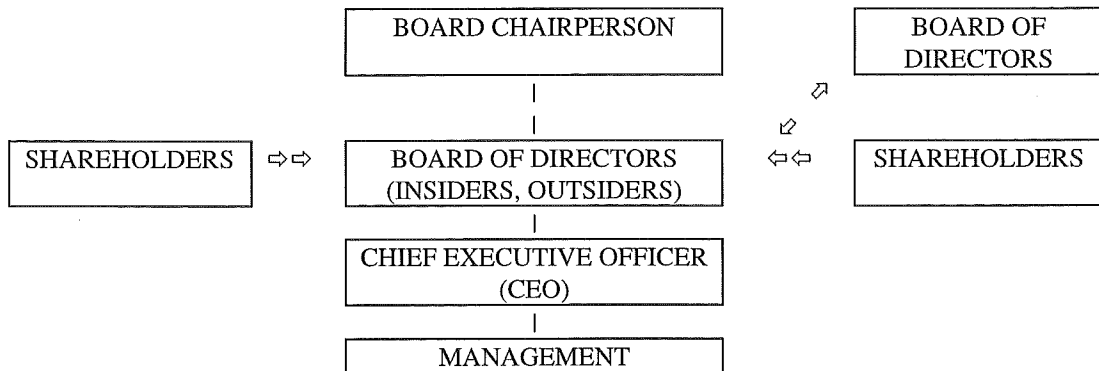 BOARD CHAIRPERSON
BOARD OF
DIRECTORS
SHAREHOLDERS
BOARD OF DIRECTORS
(INSIDERS, OUTSIDERS)
SHAREHOLDERS
CHIEF EXECUTIVE OFFICER
(CEO)
MANAGEMENT